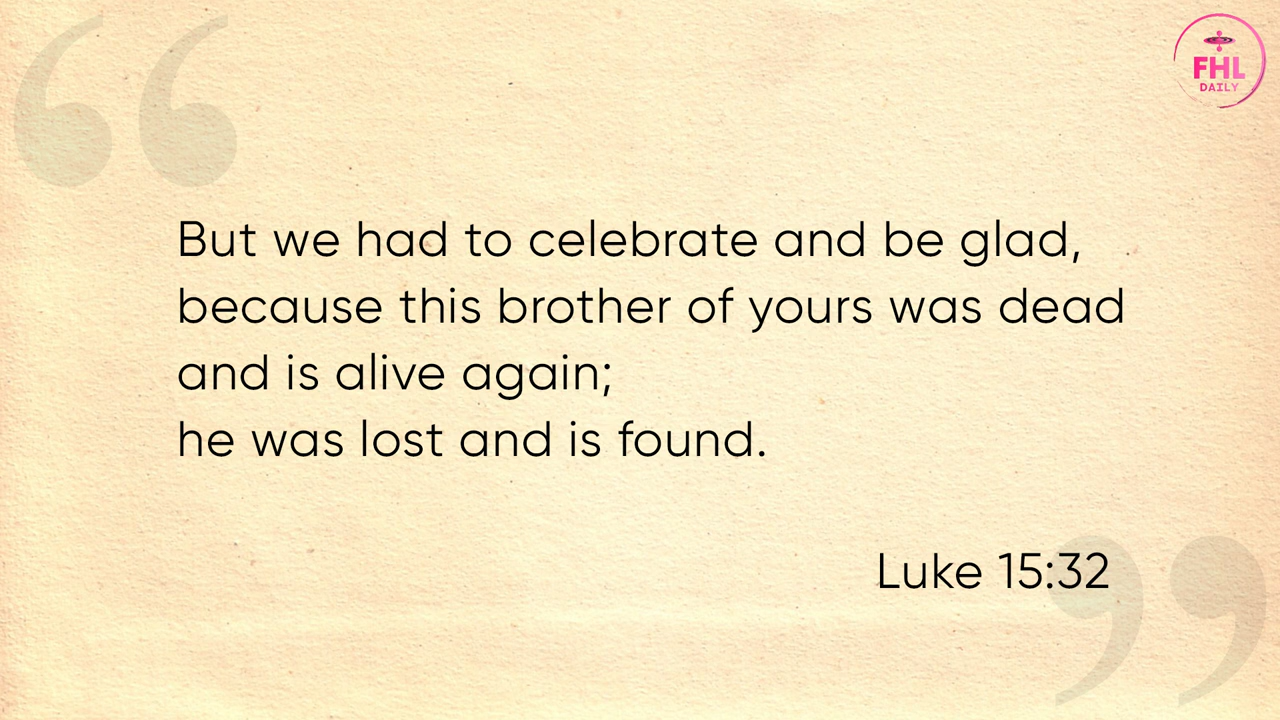 FHL
DAILY
But we had to celebrate and be glad,
because this brother of yours was dead
and is alive again;
he was lost and is found.
Luke 15:32